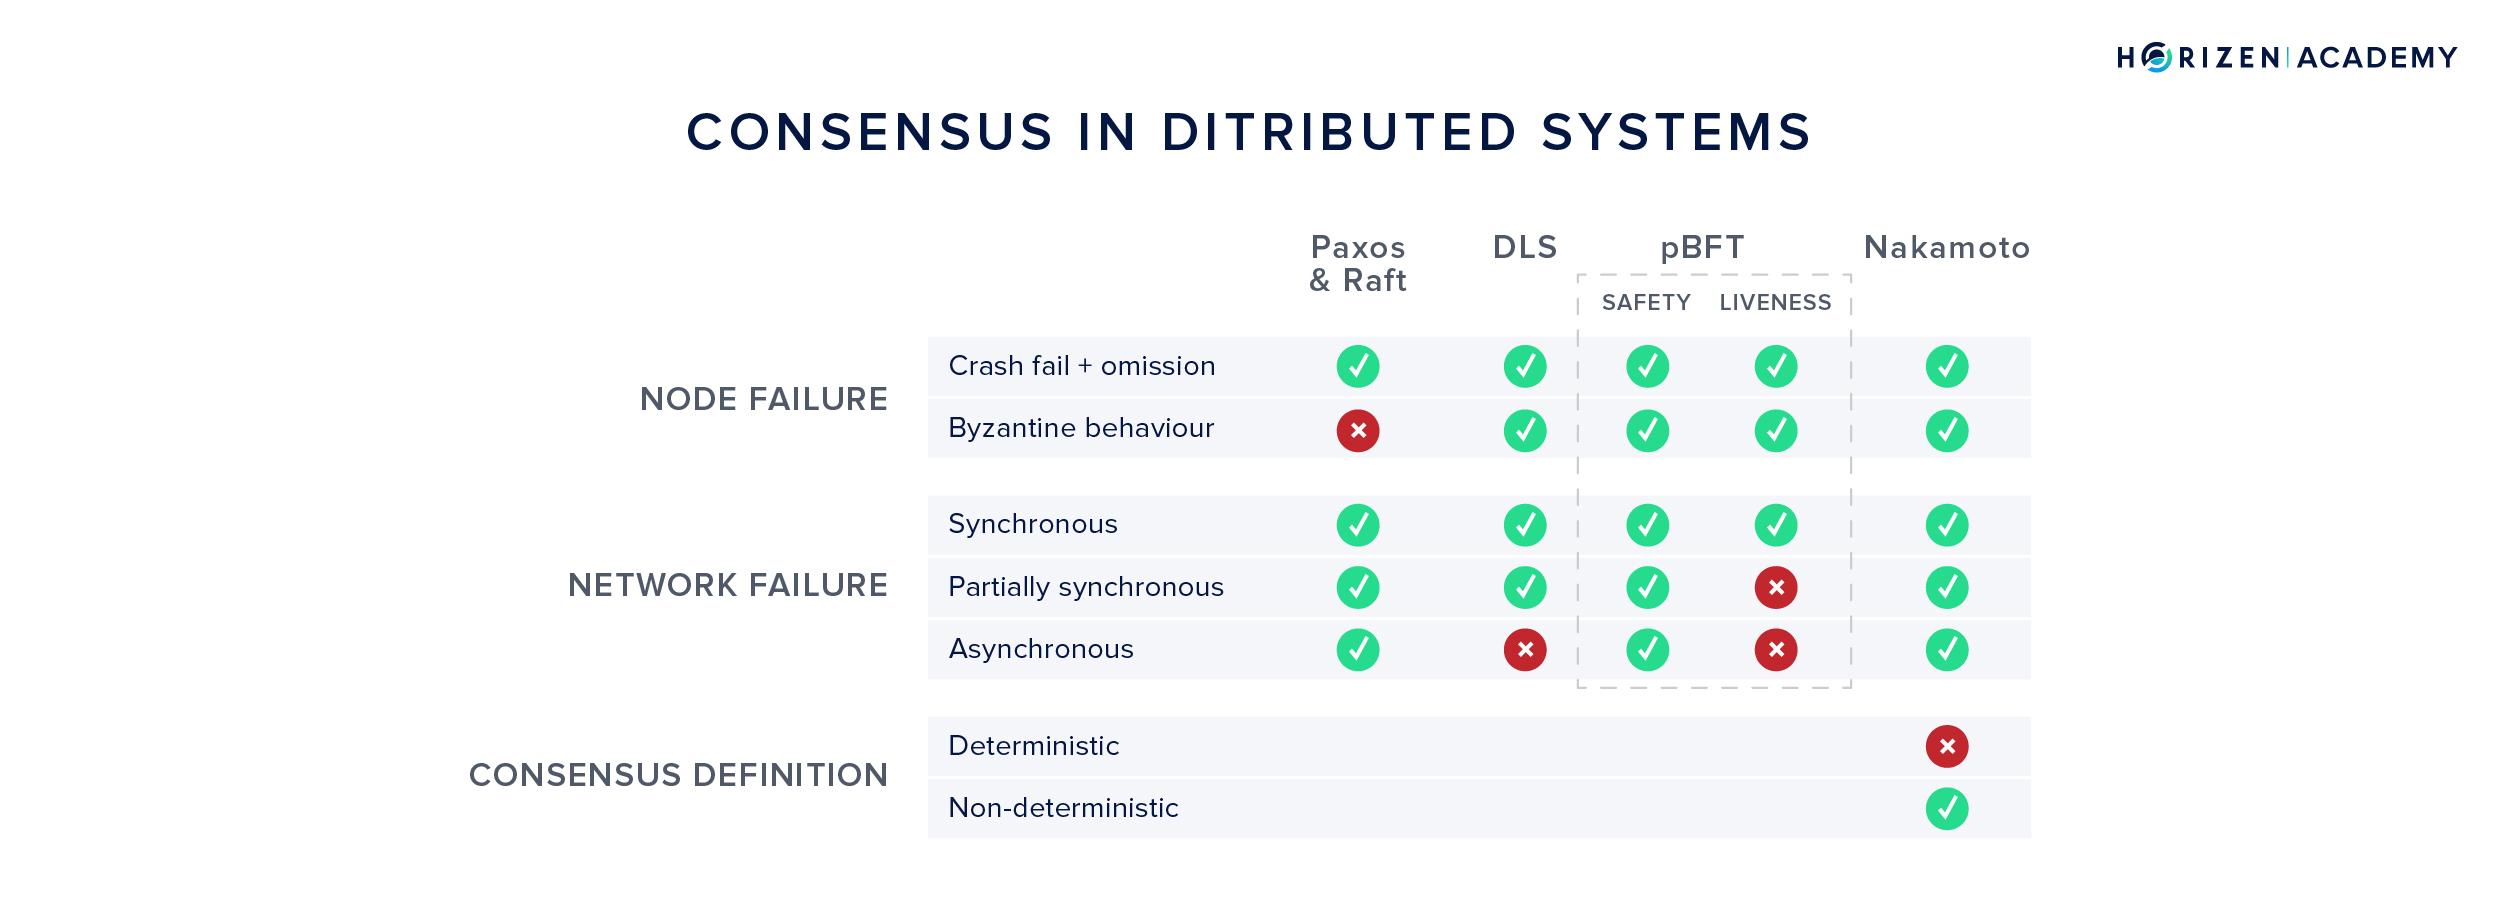 HORIZEN | ACADEMY
CONSENSUS IN DITRIBUTED SYSTEMS
Paxos & Raft
DLS
pBFT
Nakamoto
SAFETY LIVENESS
NODE FAILURE
Crash fail + omission
Byzantine behaviour
NETWORK FAILURE
Synchronous
Partially synchronous
Asynchronous
CONSENSUS DEFINITION
Deterministic
Non-deterministic